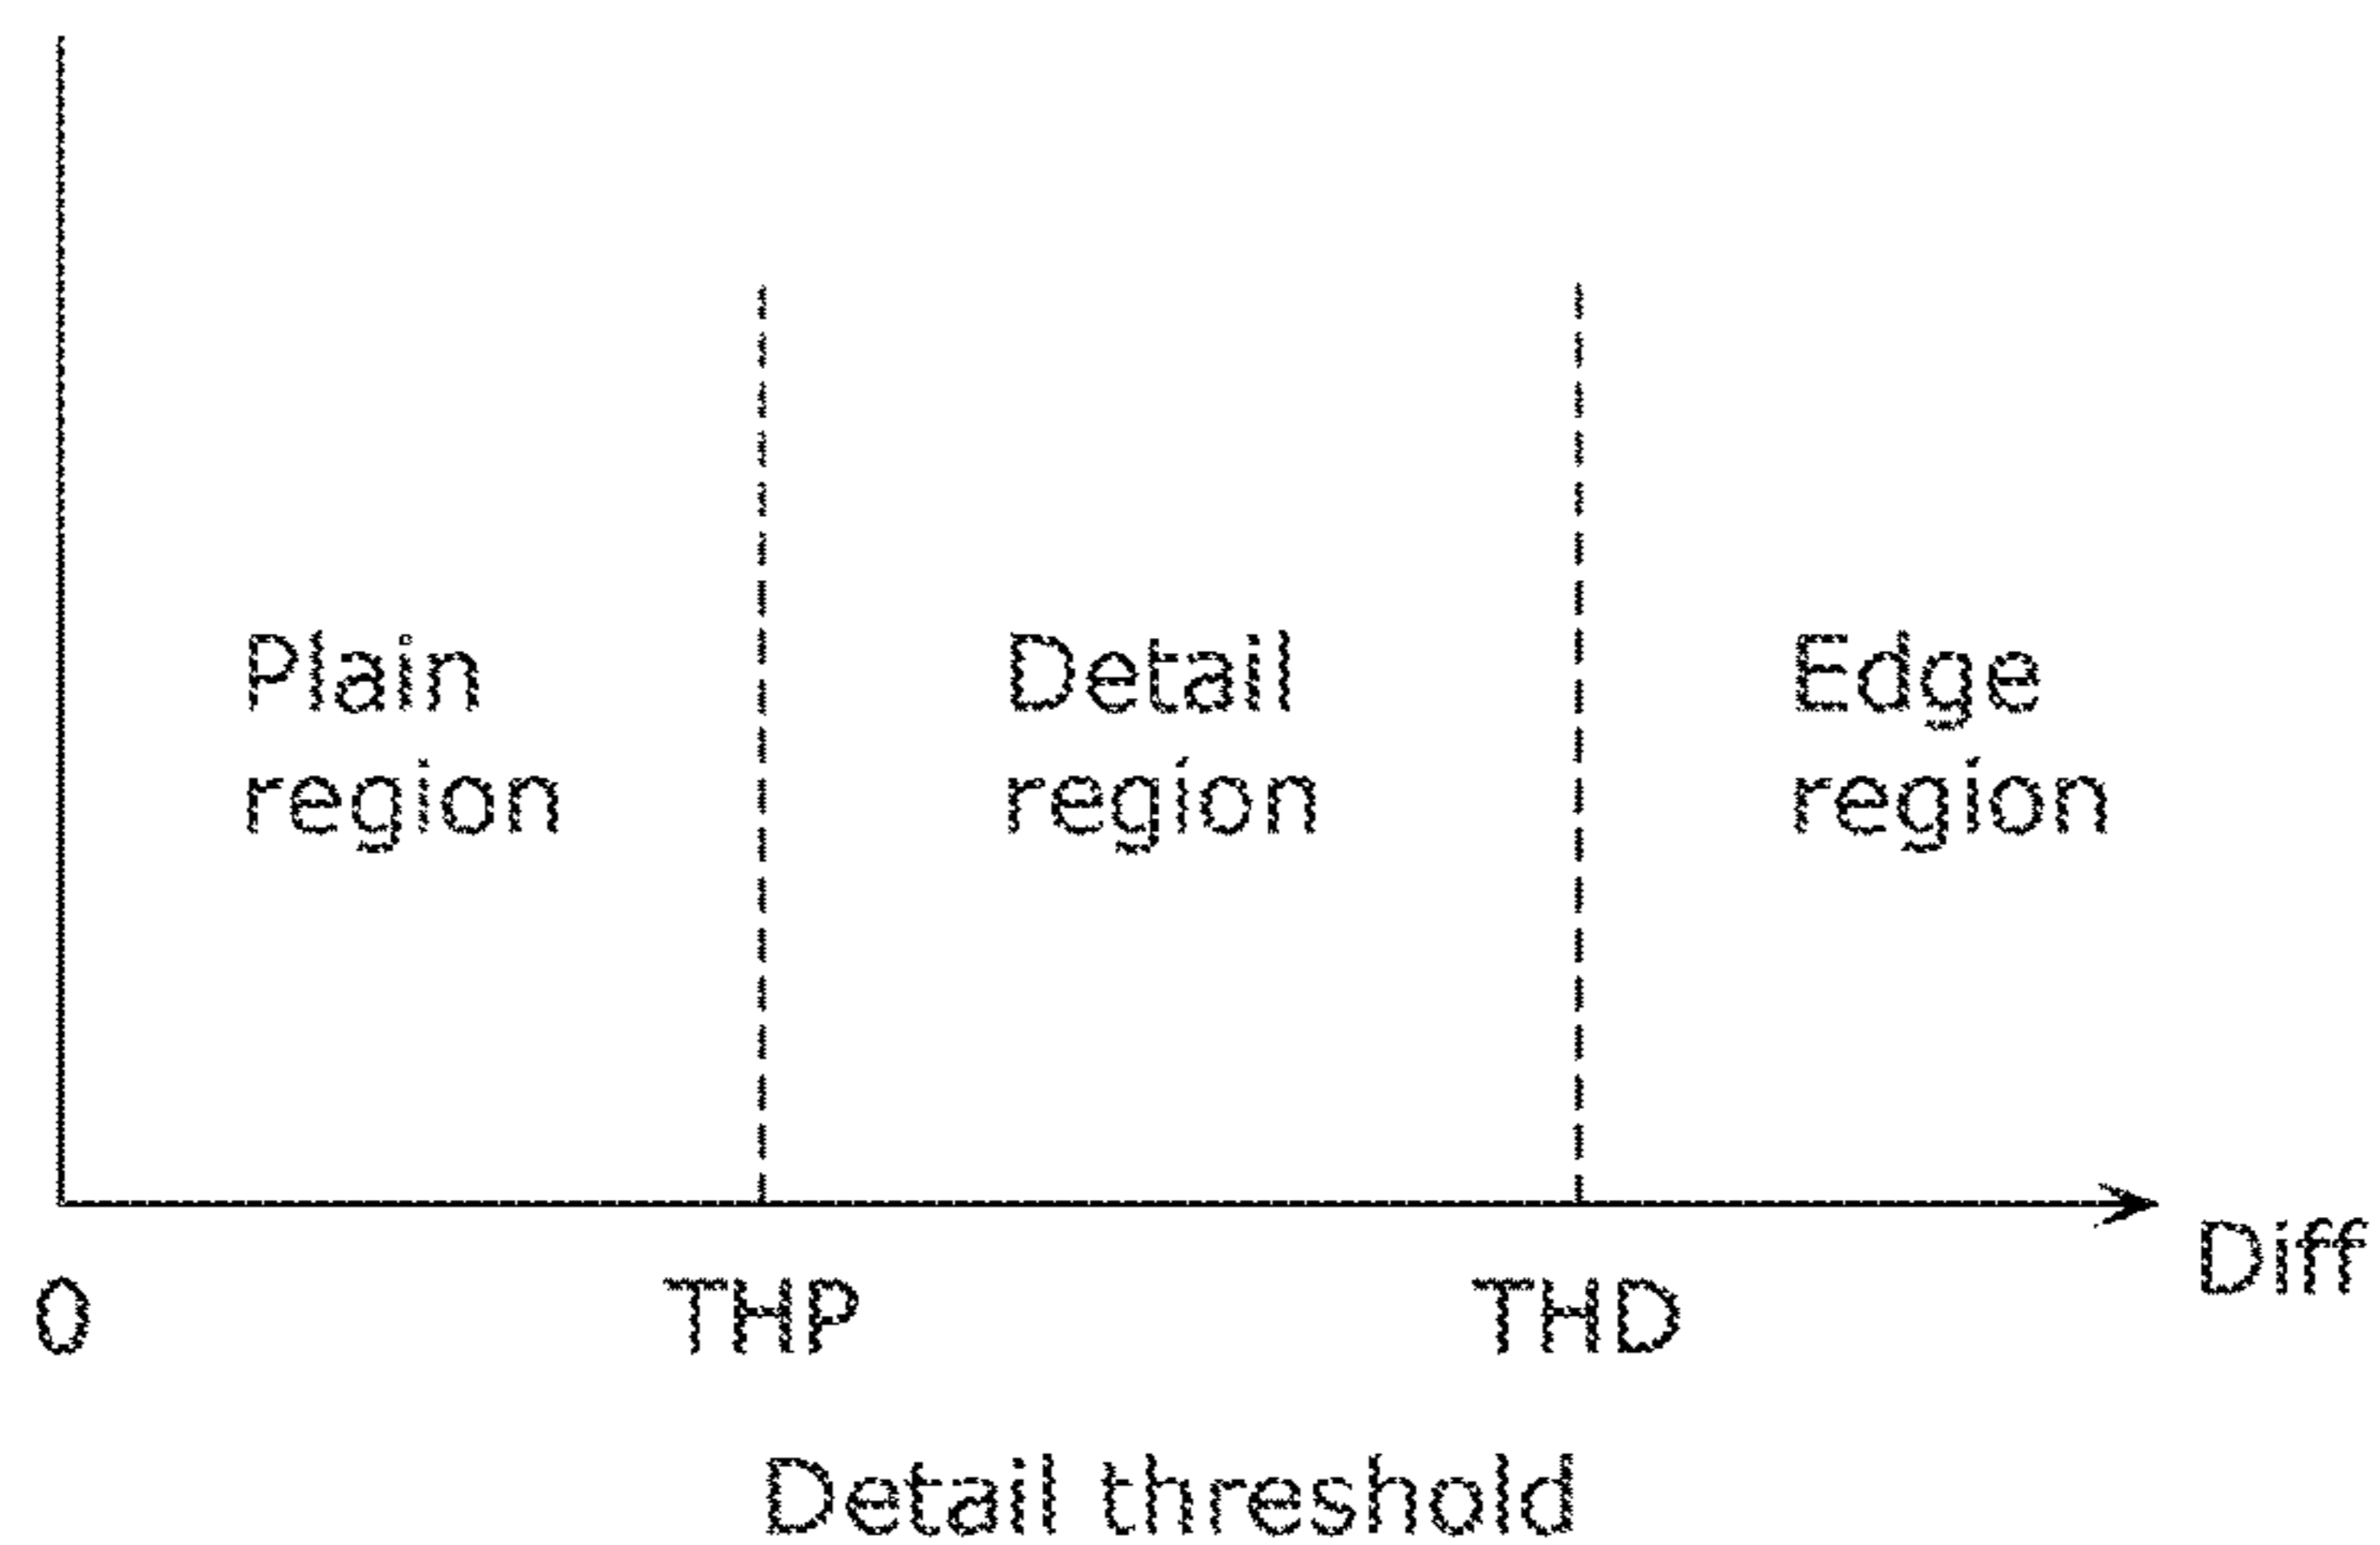 Plain
region
Detail
region
Edge
region
Diff
0
THP
THD
Detail threshold